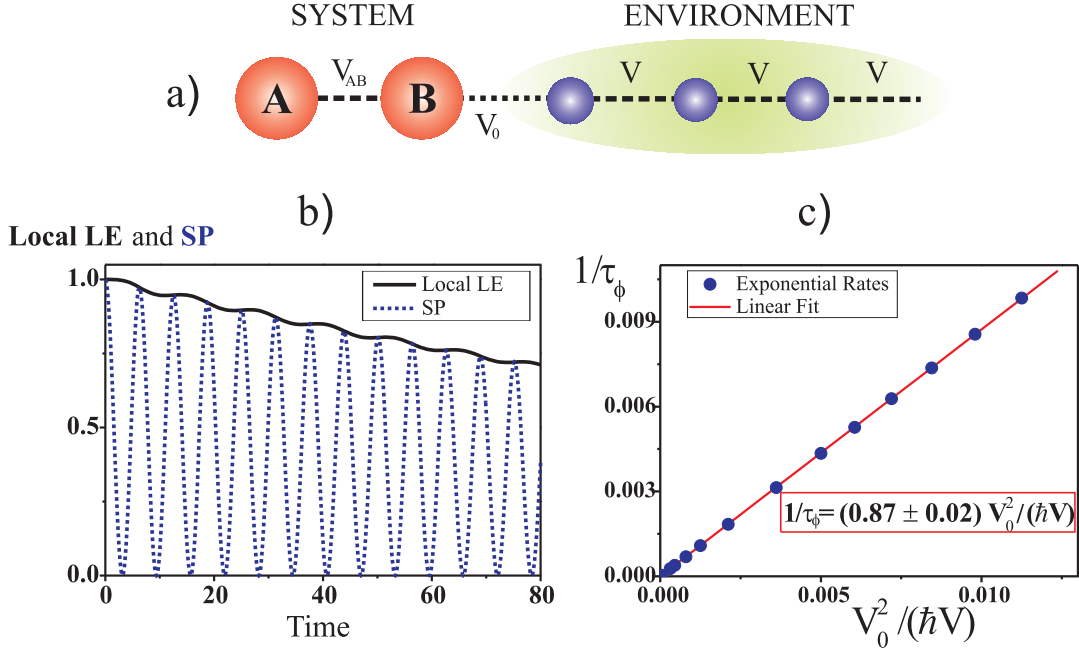 SYSTEM
ENVIRONMENT
a)
A
V_AB
B
V_0
V
V
V
b)
Local LE and SP
1.0
0.5
0.0
Local LE
SP
0
20
40
60
80
Time
c)
1/τ_ϕ
0.009
0.006
0.003
0.000
Exponential Rates
Linear Fit
1/τ_ϕ= (0.87 ± 0.02) V_0^2/(ℏV)
0.000
0.005
0.010
V_0^2 /(ℏV)